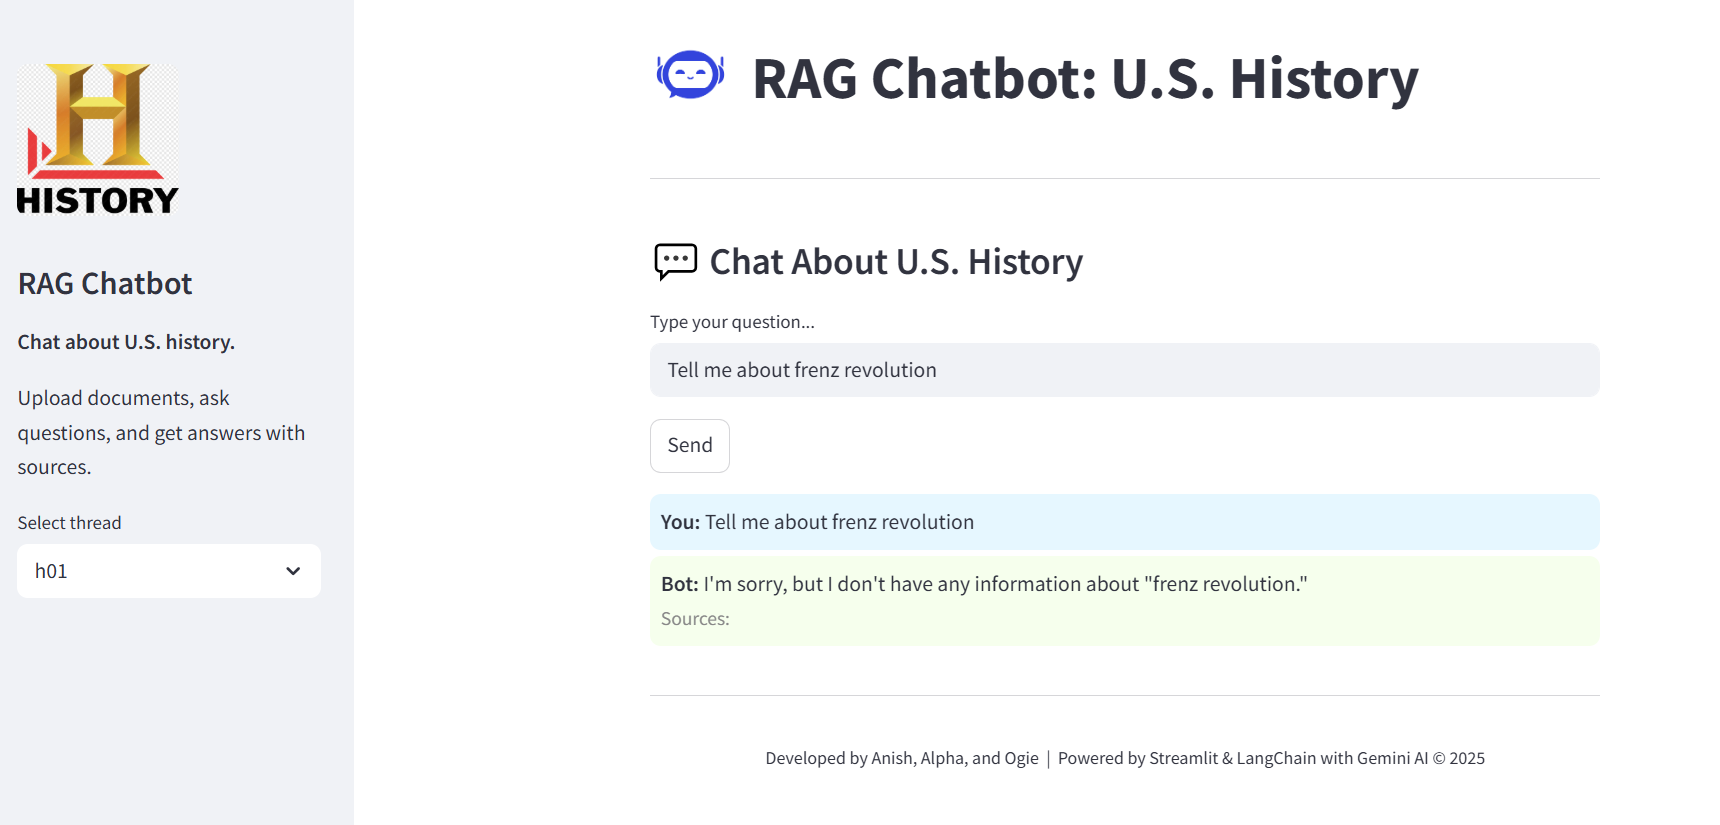 HISTORY
RAG Chatbot
Chat about U.S. history.
Upload documents, ask
questions, and get answers with
sources.
Select thread
h01
RAG Chatbot: U.S. History
Chat About U.S. History
Type your question...
Tell me about frenz revolution
Send
You: Tell me about frenz revolution
Bot: I'm sorry, but I don't have any information about "frenz revolution."
Sources:
Developed by Anish, Alpha, and Ogie | Powered by Streamlit & LangChain with Gemini AI © 2025